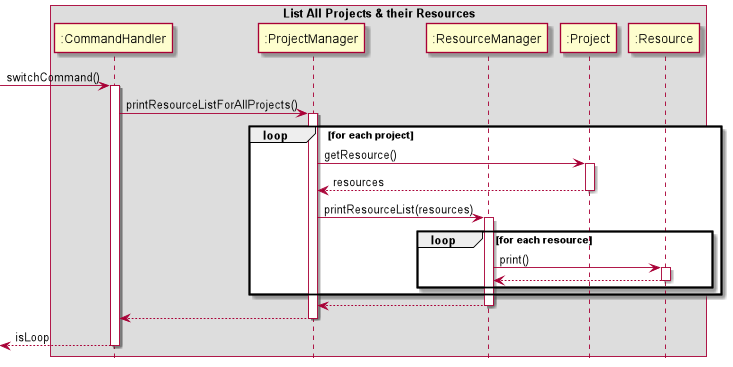 List All Projects & their Resources
:CommandHandler
:ProjectManager
:ResourceManager
:Project
:Resource
switchCommand()
printResourceListForAllProjects()
loop
[for each project]
getResource()
resources
printResourceList(resources)
loop
[for each resource]
print()
isLoop